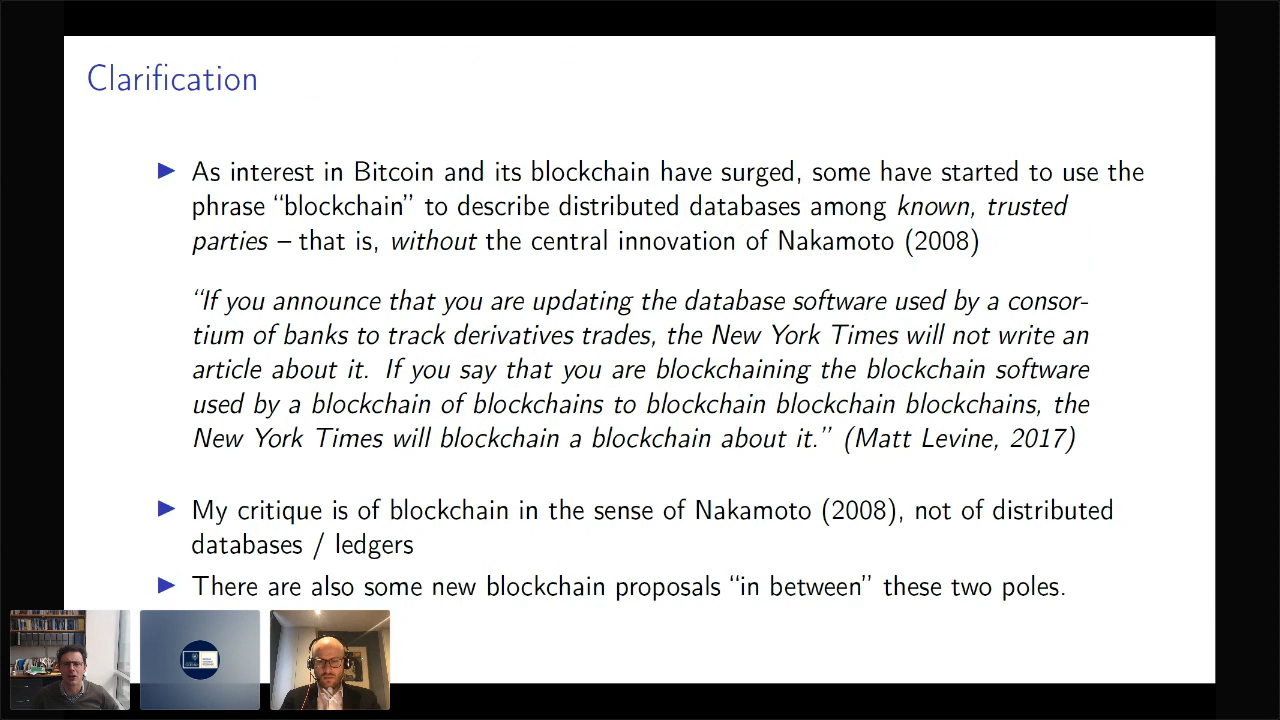 Clarification
▶ As interest in Bitcoin and its blockchain have surged, some have started to use the
phrase “blockchain” to describe distributed databases among known, trusted
parties – that is, without the central innovation of Nakamoto (2008)
“If you announce that you are updating the database software used by a consor-
tium of banks to track derivatives trades, the New York Times will not write an
article about it. If you say that you are blockchaining the blockchain software
used by a blockchain of blockchains to blockchain blockchain blockchains, the
New York Times will blockchain a blockchain about it.” (Matt Levine, 2017)
▶ My critique is of blockchain in the sense of Nakamoto (2008), not of distributed
databases / ledgers
▶ There are also some new blockchain proposals “in between” these two poles.